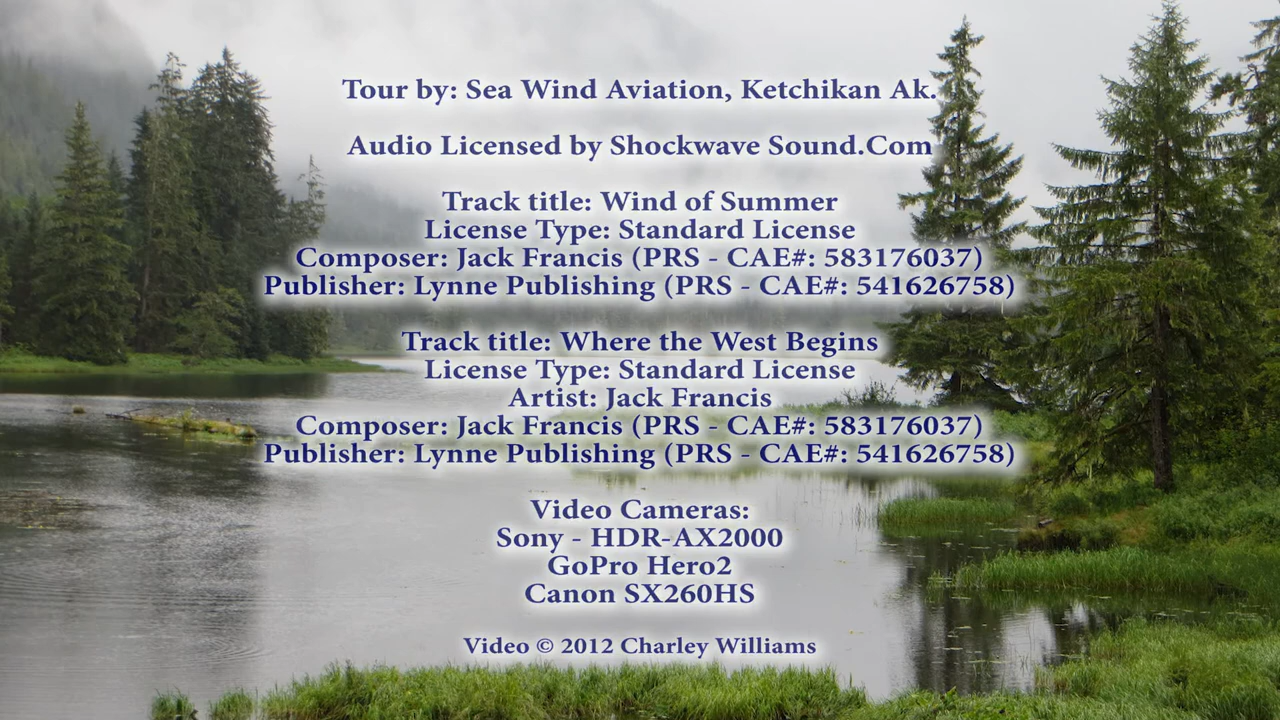 Tour by: Sea Wind Aviation, Ketchikan Ak.
Audio Licensed by Shockwave Sound.Com
Track title: Wind of Summer
License Type: Standard License
Composer: Jack Francis (PRS - CAE#: 583176037)
Publisher: Lynne Publishing (PRS - CAE#: 541626758)
Track title: Where the West Begins
License Type: Standard License
Artist: Jack Francis
Composer: Jack Francis (PRS - CAE#: 583176037)
Publisher: Lynne Publishing (PRS - CAE#: 541626758)
Video Cameras:
Sony - HDR-AX2000
GoPro Hero2
Canon SX260HS
Video © 2012 Charley Williams